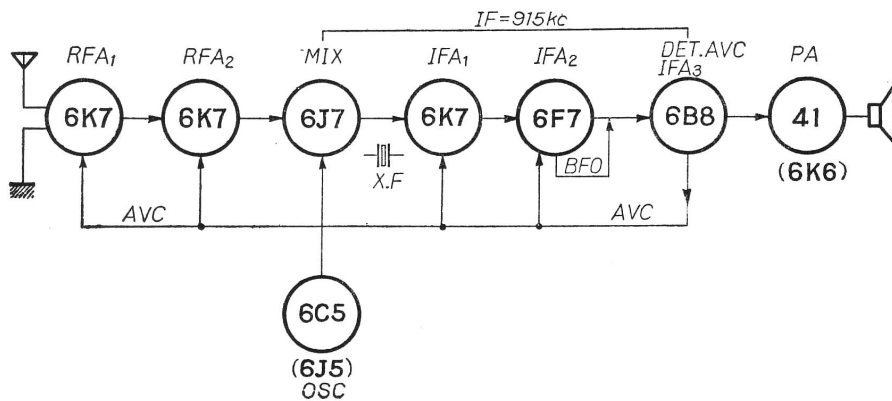 IF=915kc
RFA₁ RFA₂ MIX IFA₁ IFA₂ DET.AVC PA
IFA₃
6K7 6K7 6J7 6K7 6F7 6B8 41
X.F BFO (6K6)
AVC AVC
6C5
(6J5)
OSC